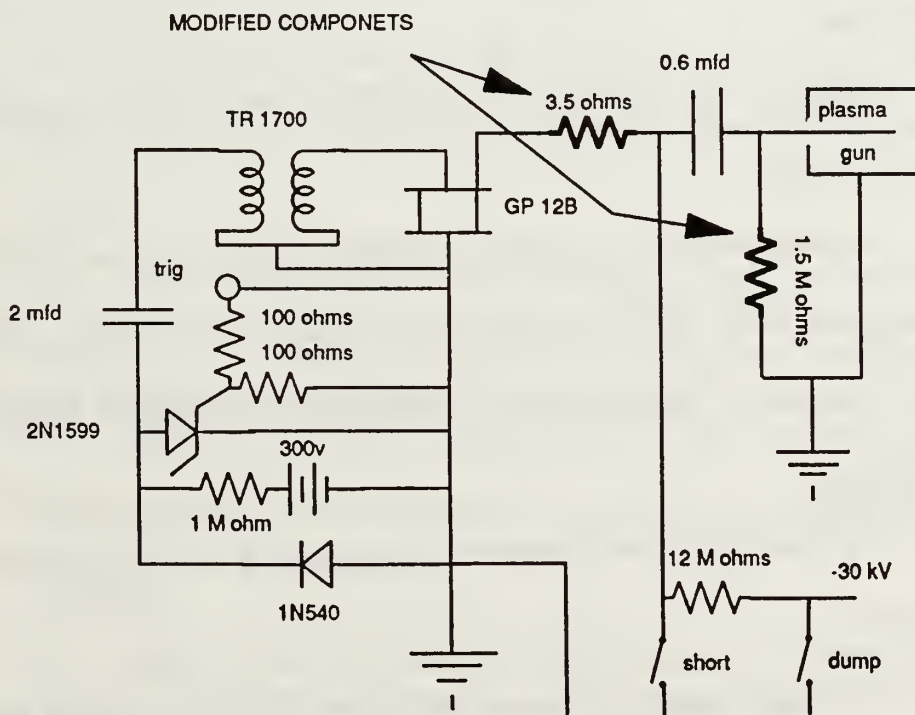 MODIFIED COMPONETS
0.6 mfd
3.5 ohms
plasma
gun
TR 1700
GP 12B
trig
1.5 M ohms
2 mfd
100 ohms
100 ohms
2N1599
300v
1 M ohm
12 M ohms
-30 kV
1N540
short
dump